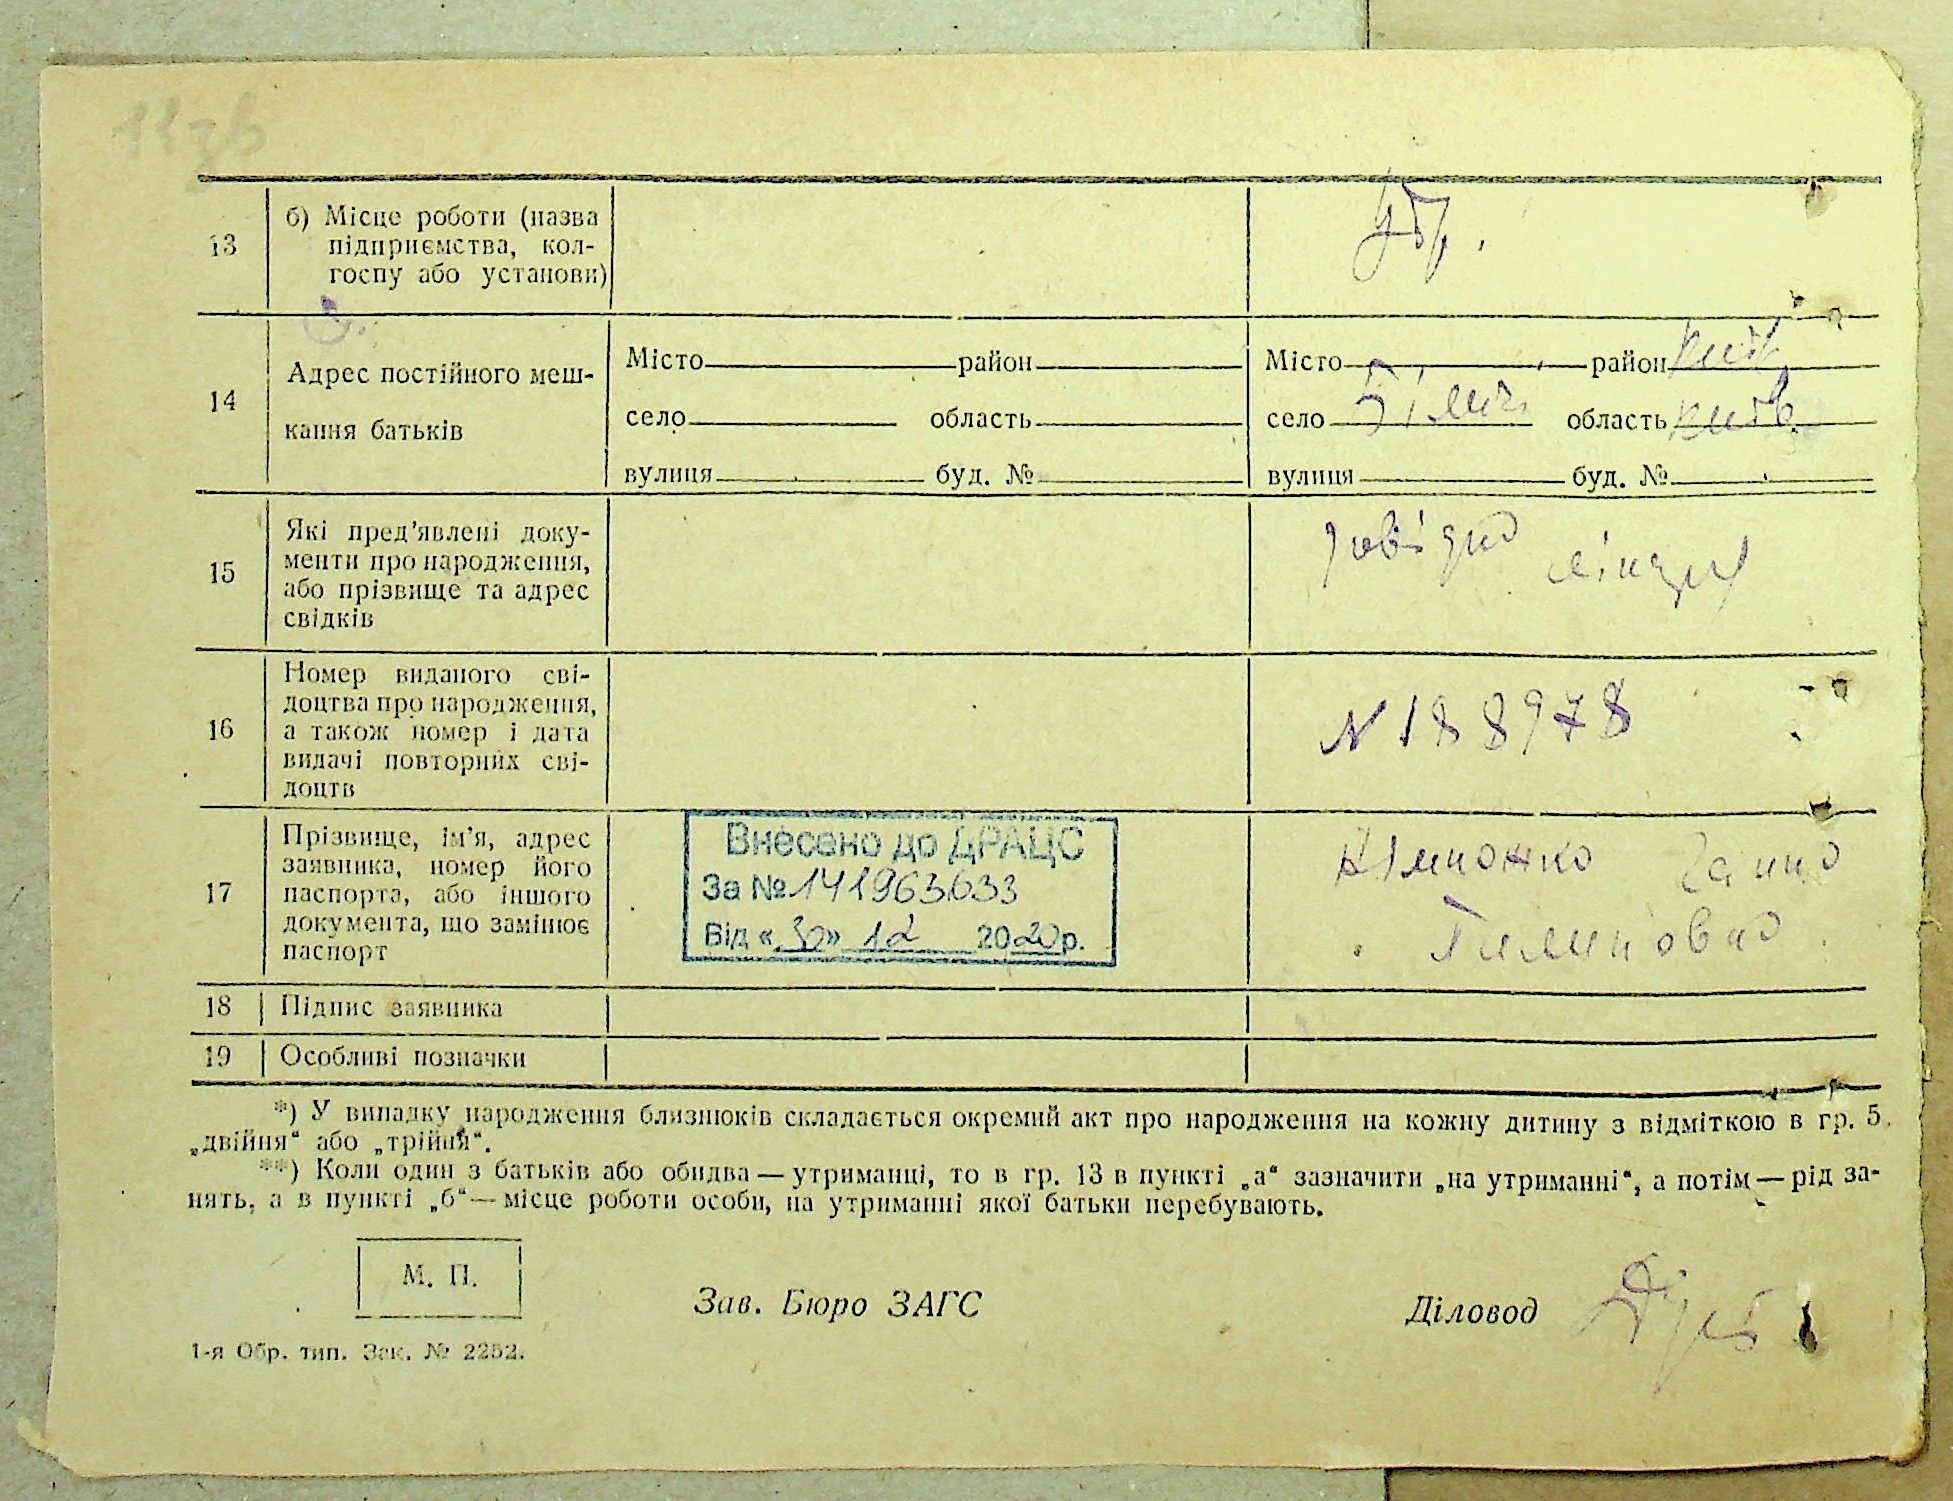 13
б) Місце роботи (назва
підприємства, кол-
госпу або установи)
14
Адрес постійного меш-
кання батьків
Місто район
село область
вулиця буд. №
Місто район Київ
село область Київ.
вулиця буд. №
15
Які пред'явлені доку-
менти про народження,
або прізвище та адрес
свідків
16
Номер виданого сві-
доцтва про народження,
а також номер і дата
видачі повторних сві-
доцтв
N 188978
17
Прізвище, ім'я, адрес
заявника, номер його
паспорта, або іншого
документа, що замінює
паспорт
Внесено до ДРАЦС
За № 141963633
Від « 30 » 12 2020 р.
18 Підпис заявника
19 Особливі позначки
*) У випадку народження близнюків складається окремий акт про народження на кожну дитину з відміткою в гр. 5,
„двійня“ або „трійня“.
**) Коли один з батьків або обидва — утриманці, то в гр. 13 в пункті „а“ зазначити „на утриманні“, а потім — рід за-
нять, а в пункті „б“ — місце роботи особи, на утриманні якої батьки перебувають.
М. П.
Зав. Бюро ЗАГС
Діловод
1-я Обр. тип. Зак. № 2252.